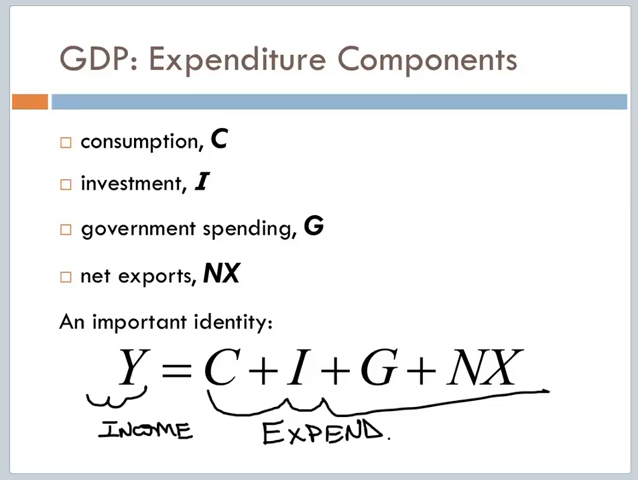 GDP: Expenditure Components
consumption, C
investment, I
government spending, G
net exports, NX
An important identity:
Y = C + I + G + NX
INCOME EXPEND.